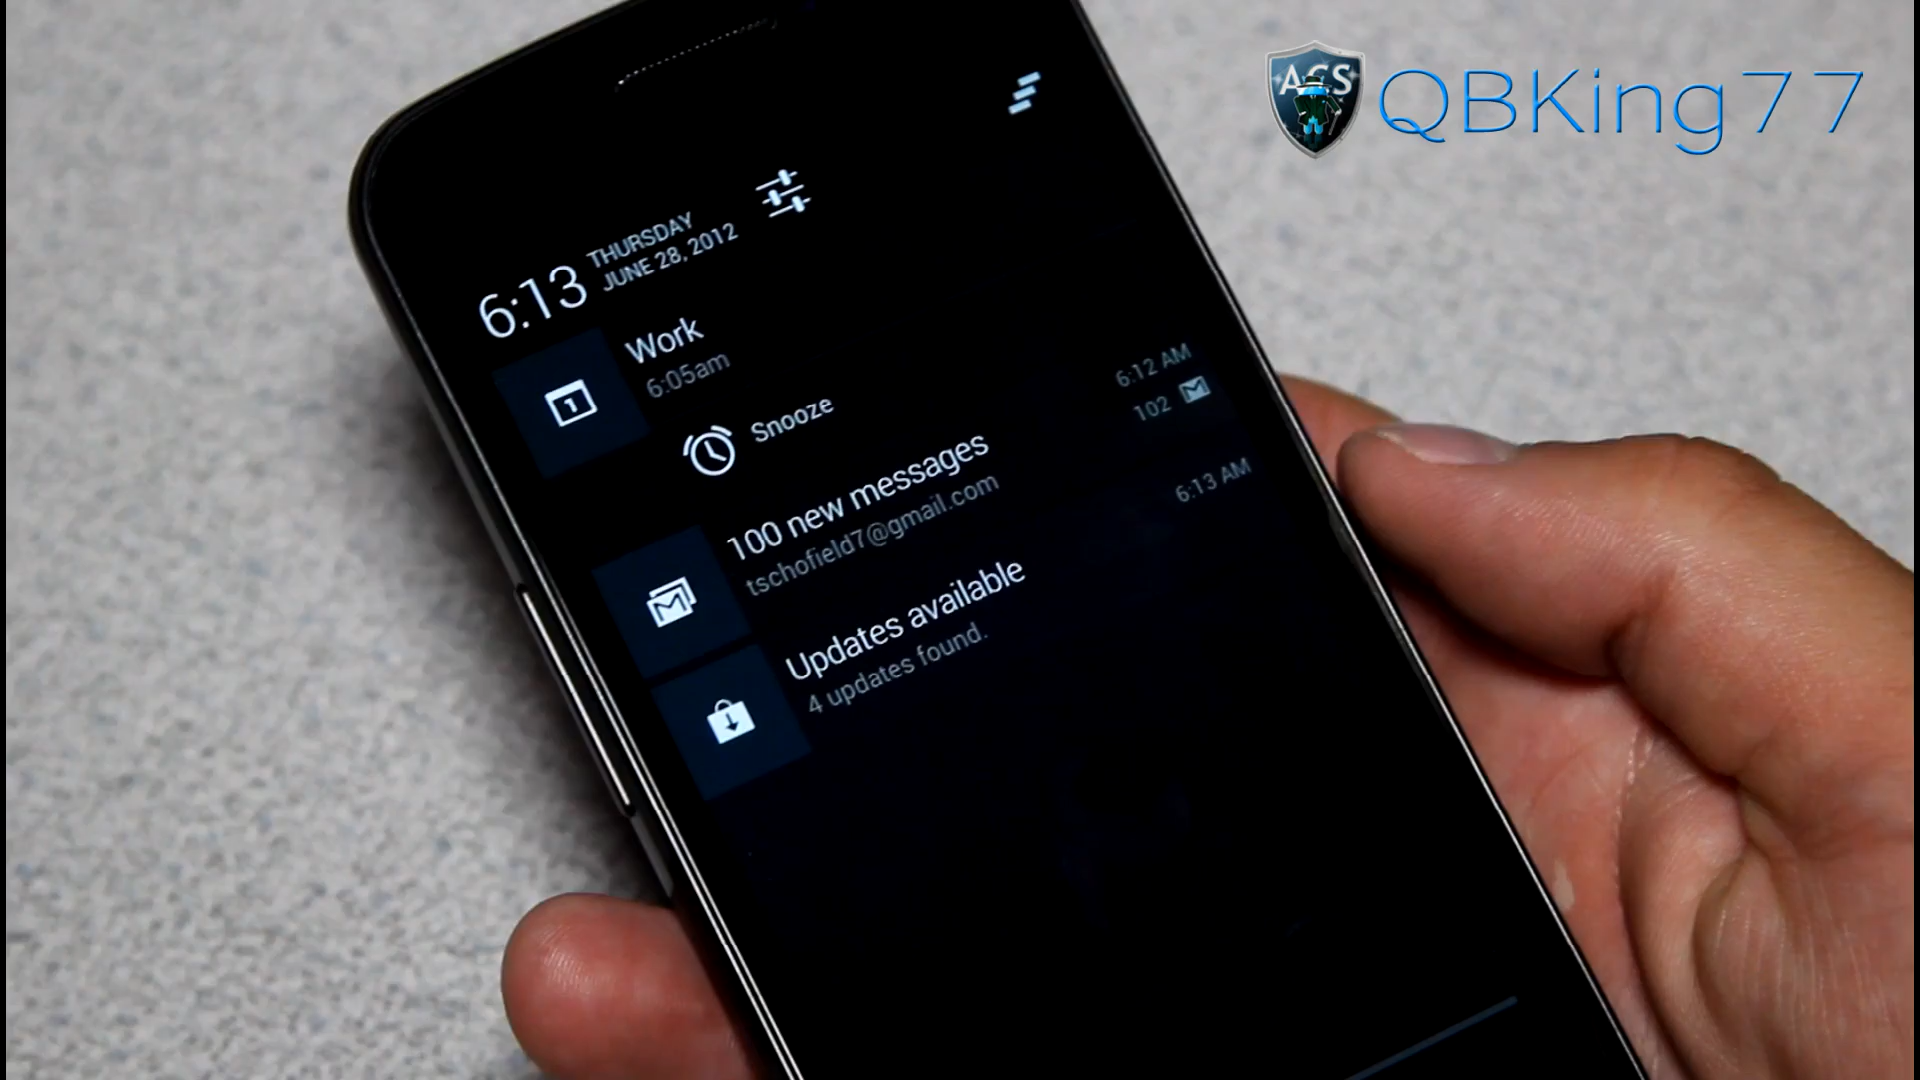 ACS
QBKing77
6:13
THURSDAY
JUNE 28, 2012
1
Work
6:05am
Snooze
6:12 AM
100 new messages
102
tschofield7@gmail.com
6:13 AM
Updates available
4 updates found.